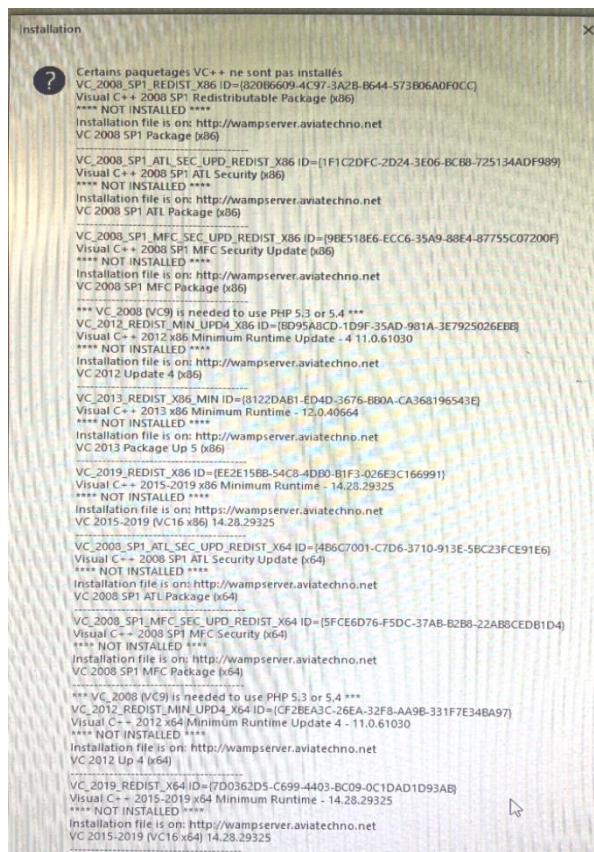 Installation
Certains paquetages VC++ ne sont pas installés
VC_2008_SP1_REDIST_X86 ID={820B6609-4C97-3A2B-B644-573B06A0F0CC}
Visual C++ 2008 SP1 Redistributable Package (x86)
**** NOT INSTALLED ****
Installation file is on: http://wampserver.aviatechno.net
VC 2008 SP1 Package (x86)
----------------------------------------
VC_2008_SP1_ATL_SEC_UPD_REDIST_X86 ID={1F1C2DFC-2D24-3E06-BCB8-725134ADF989}
Visual C++ 2008 SP1 ATL Security (x86)
**** NOT INSTALLED ****
Installation file is on: http://wampserver.aviatechno.net
VC 2008 SP1 ATL Package (x86)
----------------------------------------
VC_2008_SP1_MFC_SEC_UPD_REDIST_X86 ID={9BE518E6-ECC6-35A9-88E4-87755C07200F}
Visual C++ 2008 SP1 MFC Security Update (x86)
**** NOT INSTALLED ****
Installation file is on: http://wampserver.aviatechno.net
VC 2008 SP1 MFC Package (x86)
----------------------------------------
*** VC_2008 (VC9) is needed to use PHP 5.3 or 5.4 ***
VC_2012_REDIST_MIN_UPD4_X86 ID={BD95A8CD-1D9F-35AD-981A-3E7925026EBB}
Visual C++ 2012 x86 Minimum Runtime Update - 4 11.0.61030
**** NOT INSTALLED ****
Installation file is on: http://wampserver.aviatechno.net
VC 2012 Update 4 (x86)
----------------------------------------
VC_2013_REDIST_X86_MIN ID={8122DAB1-ED4D-3676-BB0A-CA368196543E}
Visual C++ 2013 x86 Minimum Runtime - 12.0.40664
**** NOT INSTALLED ****
Installation file is on: http://wampserver.aviatechno.net
VC 2013 Package Up 5 (x86)
----------------------------------------
VC_2019_REDIST_X86 ID={EE2E15BB-54C8-4DB0-B1F3-026E3C166991}
Visual C++ 2015-2019 x86 Minimum Runtime - 14.28.29325
**** NOT INSTALLED ****
Installation file is on: https://wampserver.aviatechno.net
VC 2015-2019 (VC16 x86) 14.28.29325
----------------------------------------
VC_2008_SP1_ATL_SEC_UPD_REDIST_X64 ID={4B6C7001-C7D6-3710-913E-5BC23FCE91E6}
Visual C++ 2008 SP1 ATL Security Update (x64)
**** NOT INSTALLED ****
Installation file is on: http://wampserver.aviatechno.net
VC 2008 SP1 ATL Package (x64)
----------------------------------------
VC_2008_SP1_MFC_SEC_UPD_REDIST_X64 ID={5FCE6D76-F5DC-37AB-B2B8-22AB8CEDB1D4}
Visual C++ 2008 SP1 MFC Security (x64)
**** NOT INSTALLED ****
Installation file is on: http://wampserver.aviatechno.net
VC 2008 SP1 MFC Package (x64)
----------------------------------------
*** VC_2008 (VC9) is needed to use PHP 5.3 or 5.4 ***
VC_2012_REDIST_MIN_UPD4_X64 ID={CF2BEA3C-26EA-32F8-AA9B-331F7E34BA97}
Visual C++ 2012 x64 Minimum Runtime Update 4 - 11.0.61030
**** NOT INSTALLED ****
Installation file is on: http://wampserver.aviatechno.net
VC 2012 Up 4 (x64)
----------------------------------------
VC_2019_REDIST_X64 ID={7D0362D5-C699-4403-BC09-0C1DAD1D93AB}
Visual C++ 2015-2019 x64 Minimum Runtime - 14.28.29325
**** NOT INSTALLED ****
Installation file is on: http://wampserver.aviatechno.net
VC 2015-2019 (VC16 x64) 14.28.29325
----------------------------------------